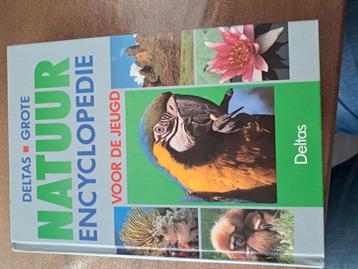 DELTAS GROTE
NATUUR
ENCYCLOPEDIE
VOOR DE JEUGD
Deltas